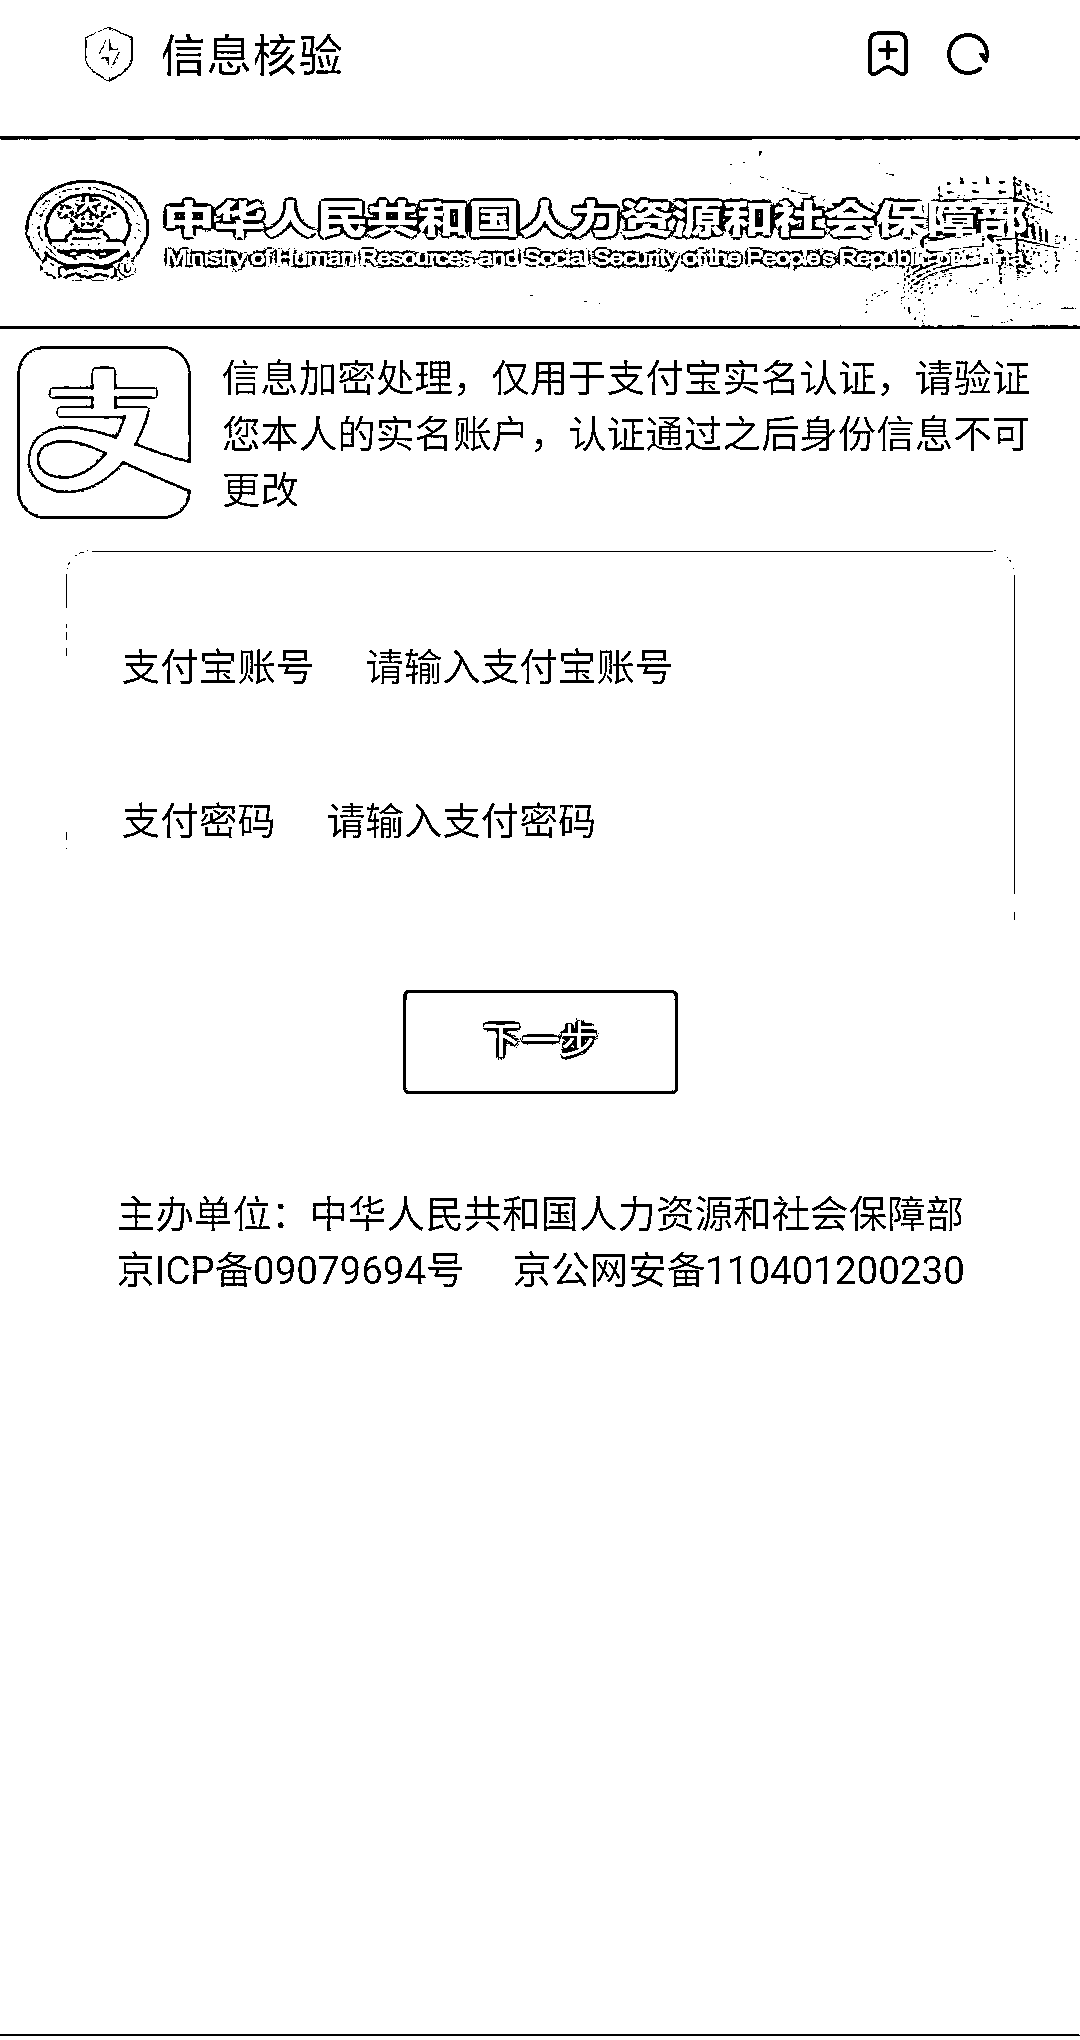 信息核验
中华人民共和国人力资源和社会保障部
Ministry of Human Resources and Social Security of the People's Republic of China
支
信息加密处理，仅用于支付宝实名认证，请验证
您本人的实名账户，认证通过之后身份信息不可
更改
支付宝账号 请输入支付宝账号
支付密码 请输入支付密码
下一步
主办单位：中华人民共和国人力资源和社会保障部
京ICP备09079694号 京公网安备110401200230